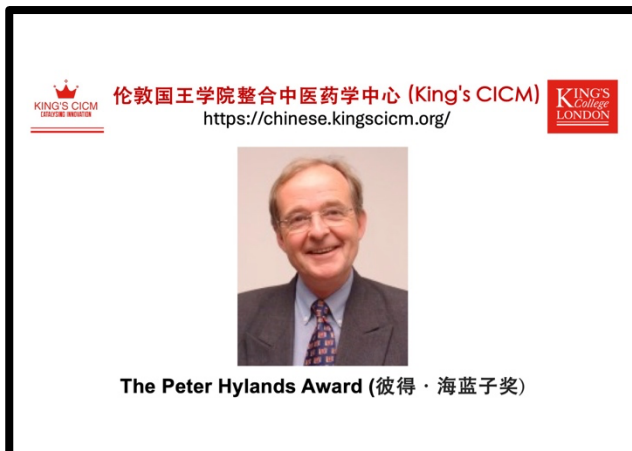 KING'S CICM
CATALYSING INNOVATION
伦敦国王学院整合中医药学中心 (King's CICM)
https://chinese.kingscicm.org/
KING'S
College
LONDON
The Peter Hylands Award (彼得 · 海蓝子奖)